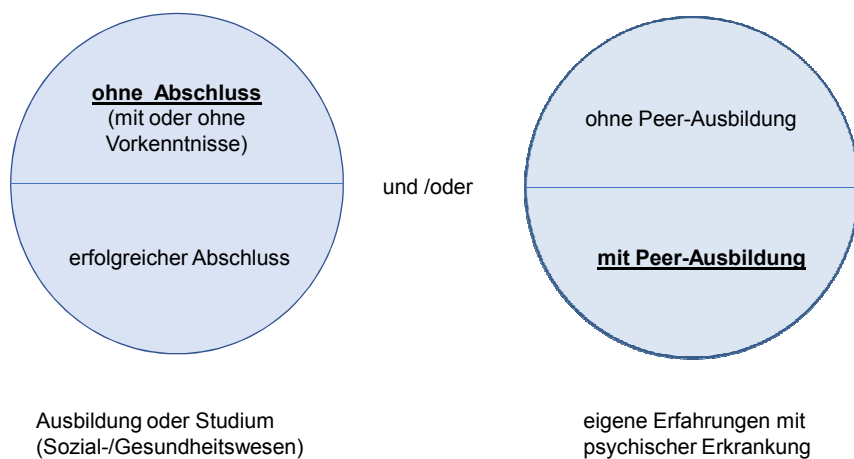 ohne Abschluss
(mit oder ohne
Vorkenntnisse)
erfolgreicher Abschluss
und /oder
ohne Peer-Ausbildung
mit Peer-Ausbildung
Ausbildung oder Studium
(Sozial-/Gesundheitswesen)
eigene Erfahrungen mit
psychischer Erkrankung